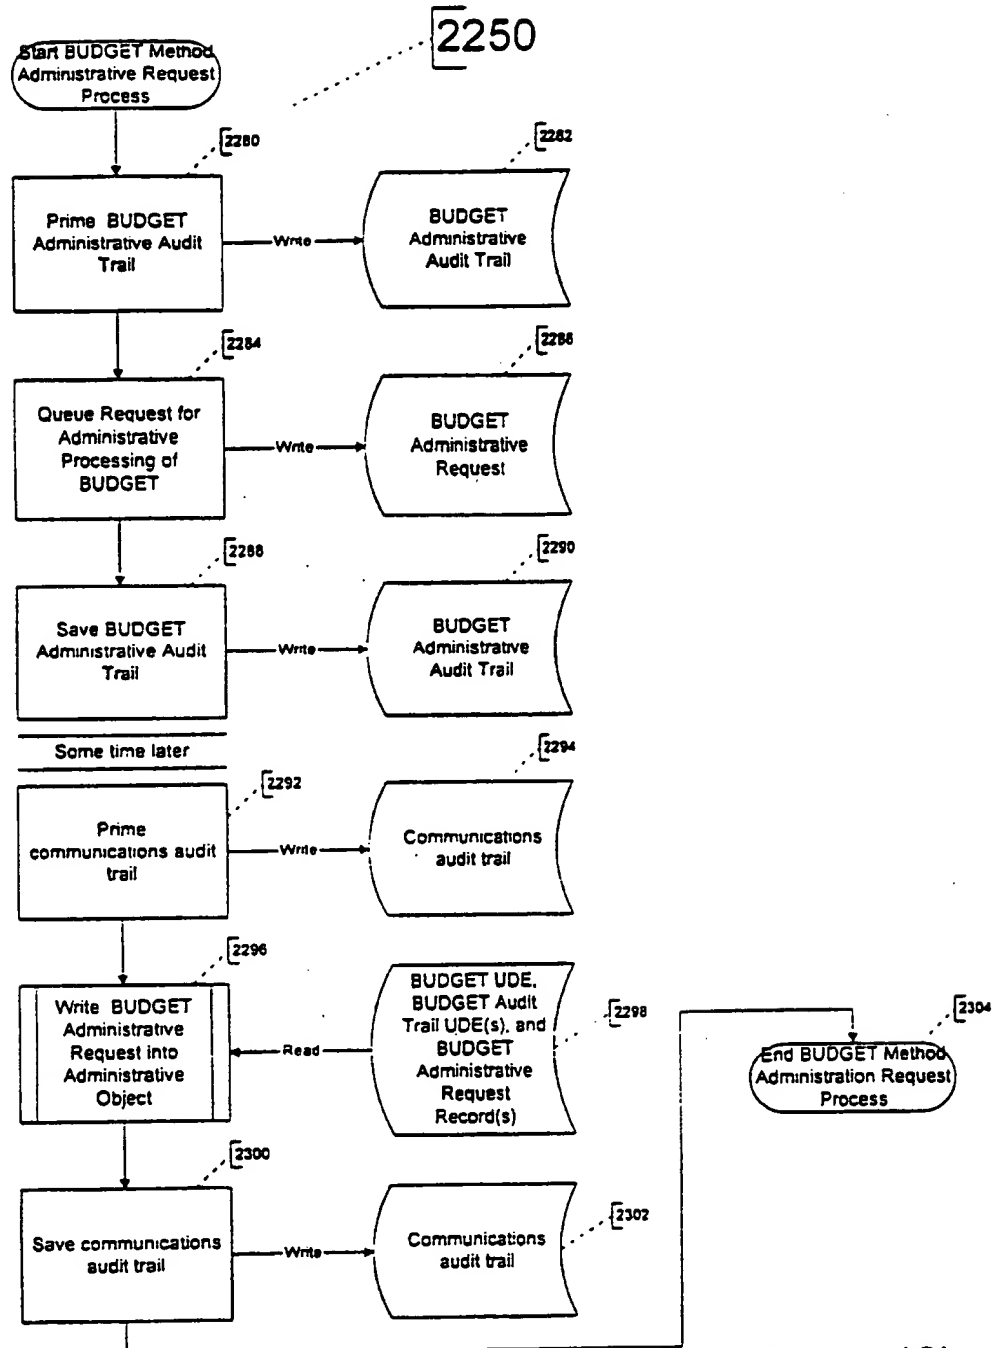 2250
Start BUDGET Method
Administrative Request
Process
2280
2282
Prime BUDGET
Administrative Audit
Trail
Write
BUDGET
Administrative
Audit Trail
2284
2286
Queue Request for
Administrative
Processing of
BUDGET
Write
BUDGET
Administrative
Request
2288
2290
Save BUDGET
Administrative Audit
Trail
Write
BUDGET
Administrative
Audit Trail
Some time later
2292
2294
Prime
communications audit
trail
Write
Communications
audit trail
2296
2298
Write BUDGET
Administrative
Request into
Administrative
Object
Read
BUDGET UDE,
BUDGET Audit
Trail UDE(s), and
BUDGET
Administrative
Request
Record(s)
2304
End BUDGET Method
Administration Request
Process
2300
2302
Save communications
audit trail
Write
Communications
audit trail